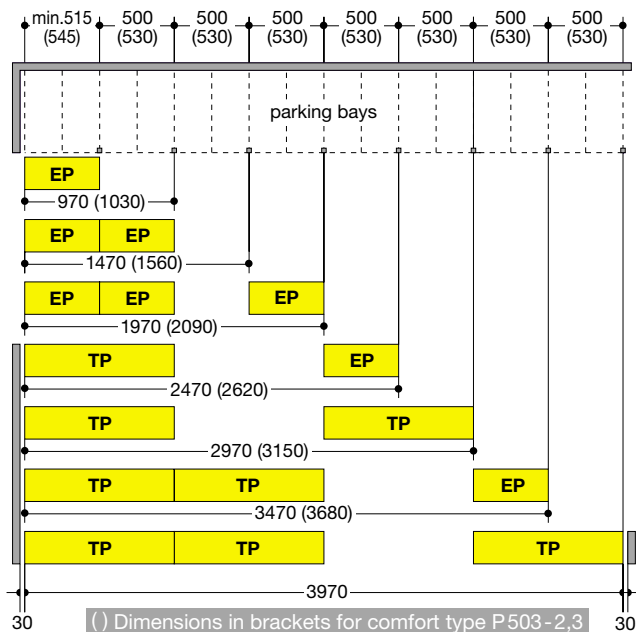 min.515 500 500 500 500 500 500 500
(545) (530) (530) (530) (530) (530) (530) (530)
parking bays
EP
970 (1030)
EP EP
1470 (1560)
EP EP EP
1970 (2090)
TP EP
2470 (2620)
TP TP
2970 (3150)
TP TP EP
3470 (3680)
TP TP TP
3970
30 () Dimensions in brackets for comfort type P503-2,3 30